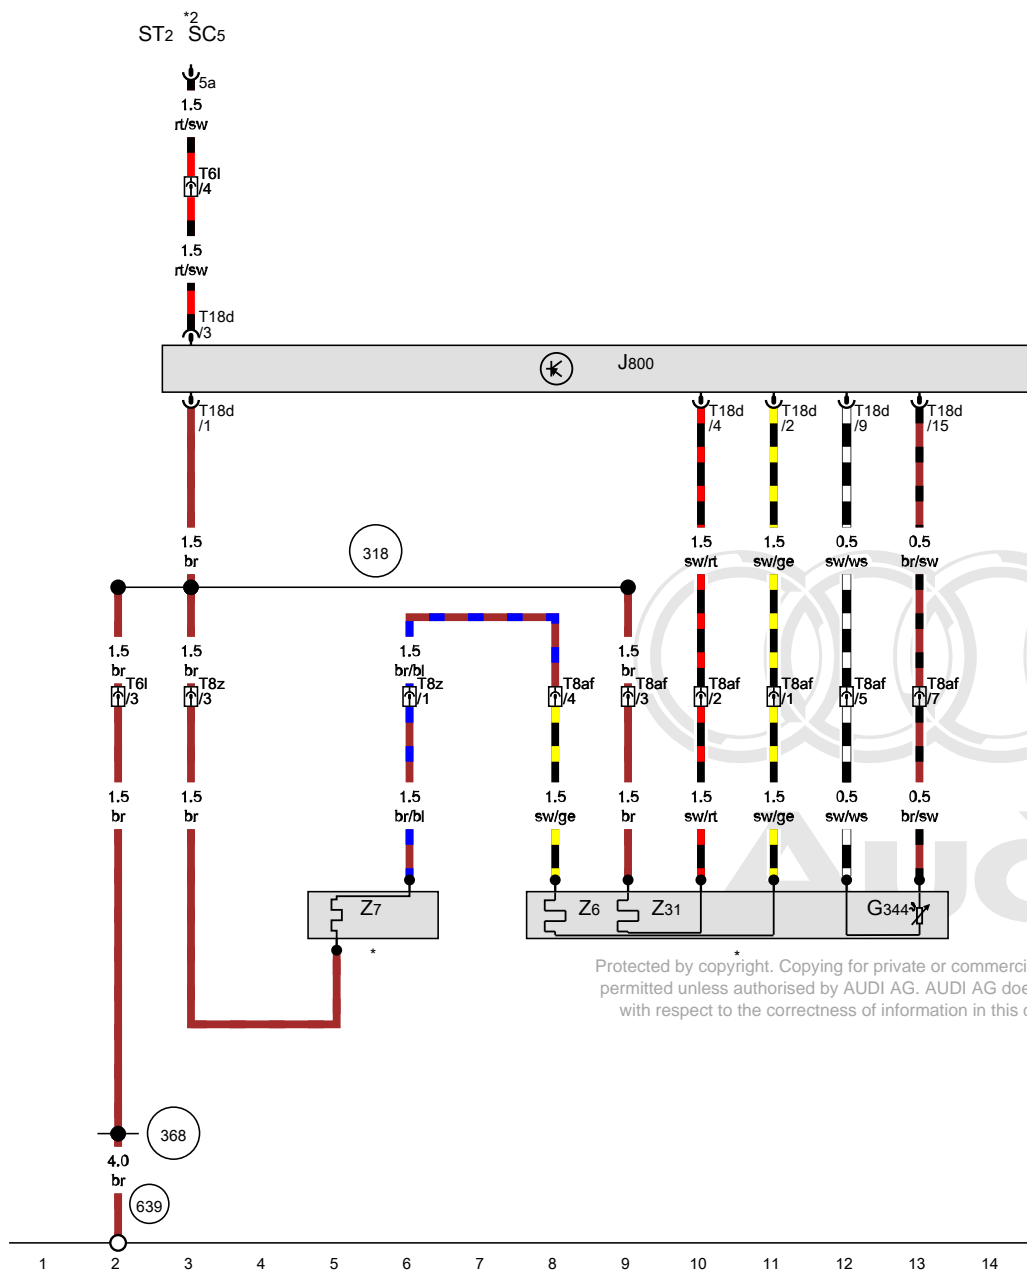 *2
ST2 SC5
5a
1.5
rt/sw
T6l
/4
1.5
rt/sw
T18d
/3
J800
T18d
/1
T18d
/4
T18d
/2
T18d
/9
T18d
/15
1.5
br
318
1.5
sw/rt
1.5
sw/ge
0.5
sw/ws
0.5
br/sw
1.5
br
1.5
br
1.5
br/bl
1.5
br
T6l
/3
T8z
/3
T8z
/1
T8af
/4
T8af
/3
T8af
/2
T8af
/1
T8af
/5
T8af
/7
1.5
br
1.5
br
1.5
br/bl
1.5
sw/ge
1.5
br
1.5
sw/rt
1.5
sw/ge
0.5
sw/ws
0.5
br/sw
Z7
Z6
Z31
G344
*
*
Protected by copyright. Copying for private or commerci
permitted unless authorised by AUDI AG. AUDI AG doe
with respect to the correctness of information in this
368
4.0
br
639
1 2 3 4 5 6 7 8 9 10 11 12 13 14